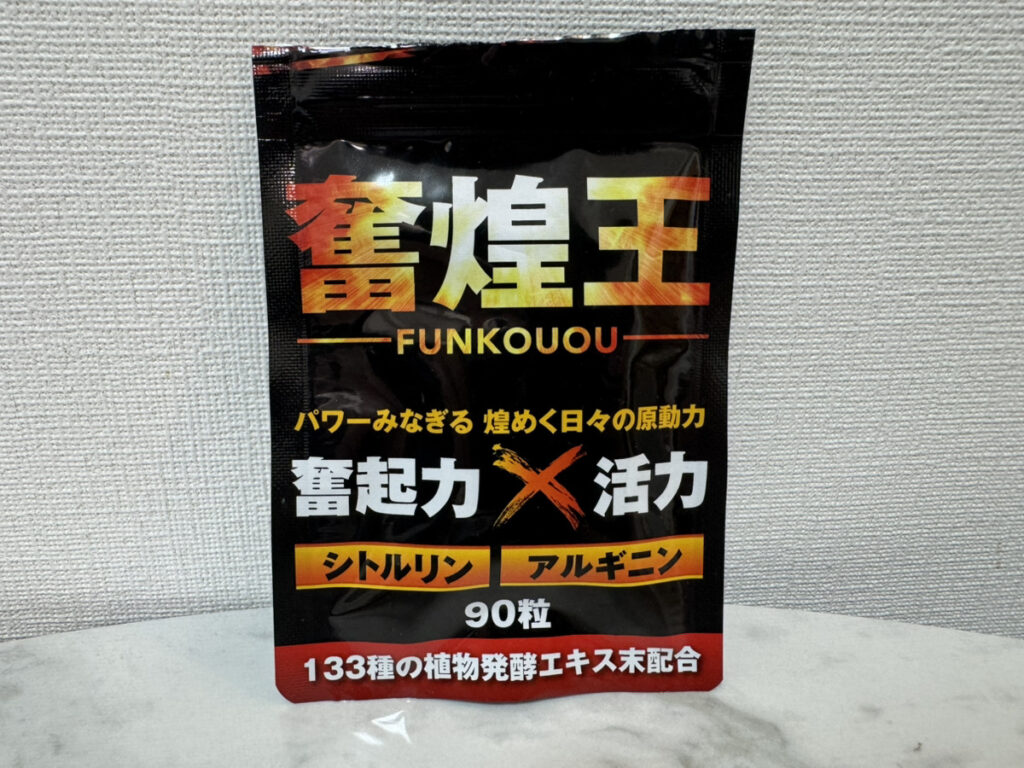 奮煌王
FUNKOUOU
パワーみなぎる 煌めく日々の原動力
奮起力×活力
シトルリン アルギニン
90粒
133種の植物発酵エキス末配合